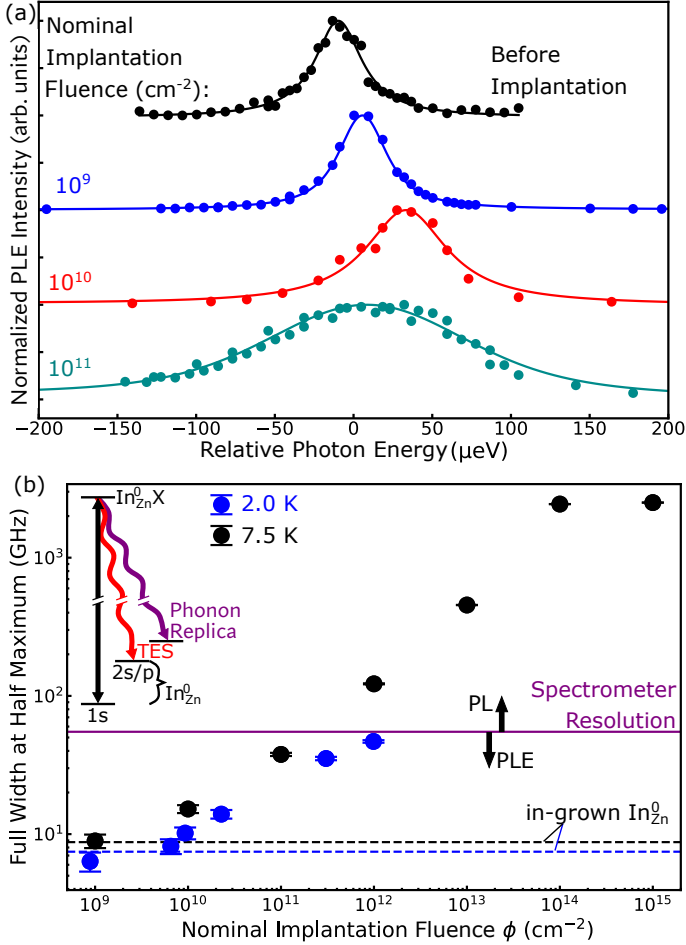 (a)
Nominal
Implantation
Fluence (cm⁻²):
Before
Implantation
10⁹
10¹⁰
10¹¹
Normalized PLE Intensity (arb. units)
−200 −150 −100 −50 0 50 100 150 200
Relative Photon Energy(μeV)
(b)
In⁰ZnX
2.0 K
7.5 K
10³
Phonon
Replica
TES
2s/p
In⁰Zn
1s
10²
PL
Spectrometer
Resolution
PLE
in-grown In⁰Zn
10¹
Full Width at Half Maximum (GHz)
10⁹ 10¹⁰ 10¹¹ 10¹² 10¹³ 10¹⁴ 10¹⁵
Nominal Implantation Fluence ϕ (cm⁻²)